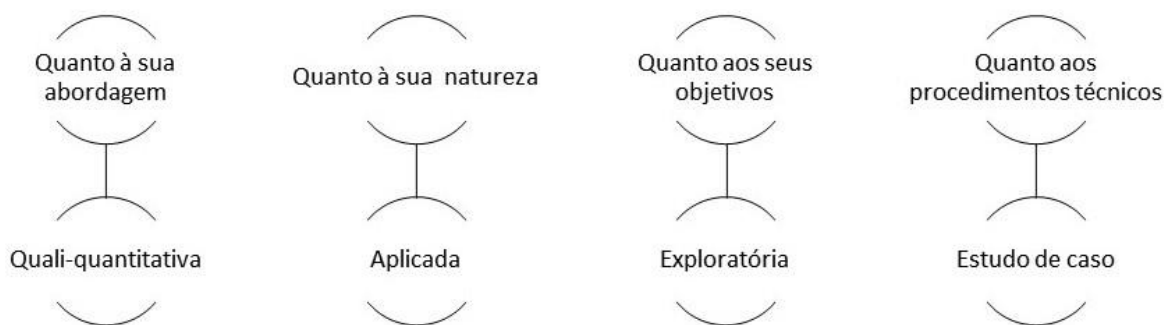 Quanto à sua
abordagem
Quanto à sua natureza
Quanto aos seus
objetivos
Quanto aos
procedimentos técnicos
Quali-quantitativa
Aplicada
Exploratória
Estudo de caso